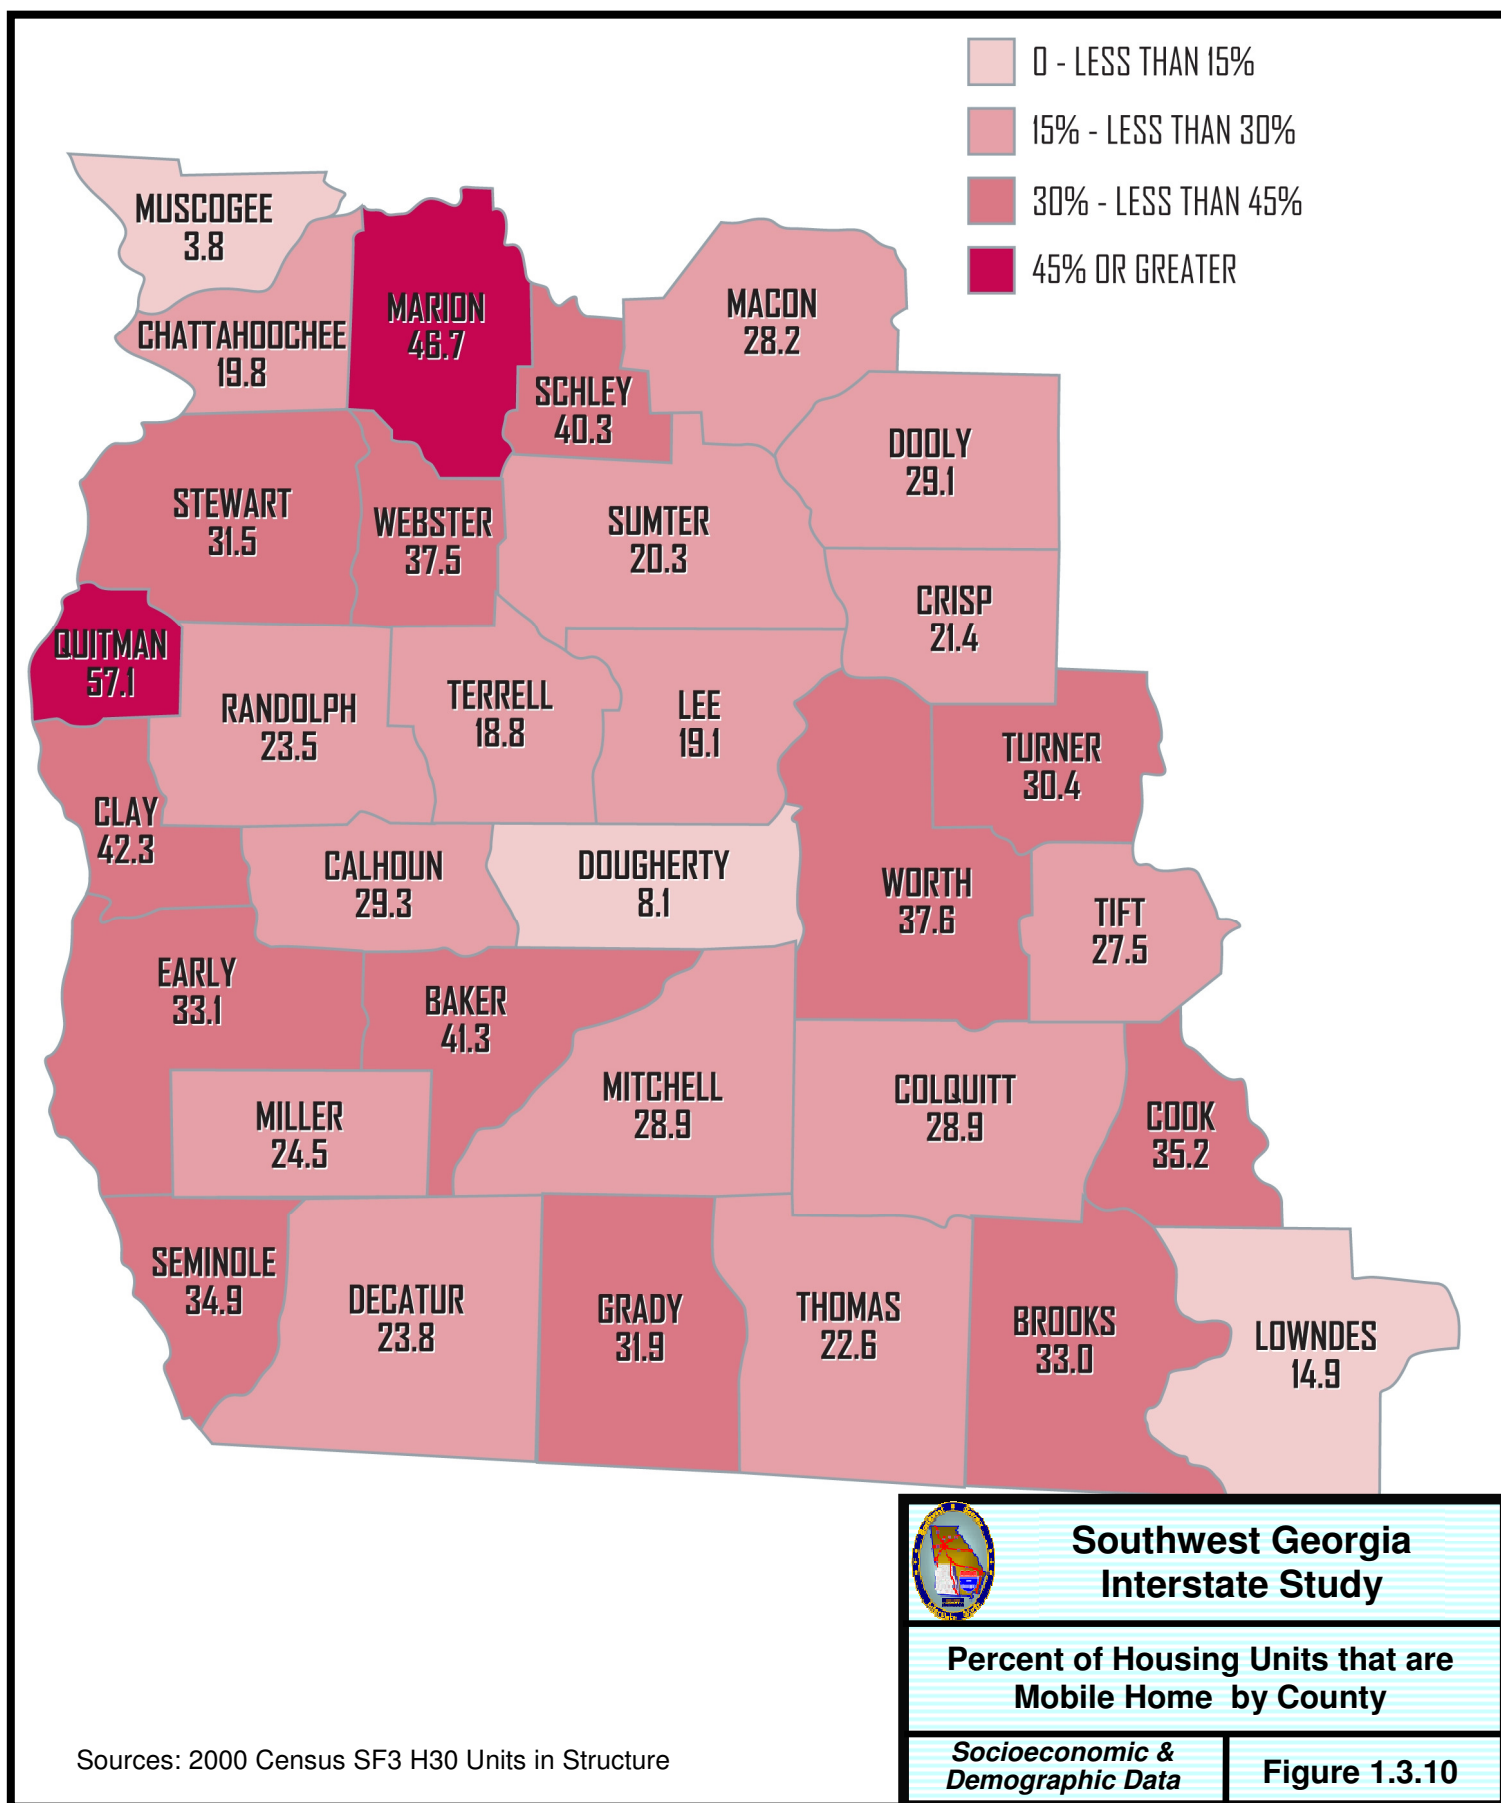 0 - LESS THAN 15%
15% - LESS THAN 30%
30% - LESS THAN 45%
45% OR GREATER
MUSCOGEE
3.8
CHATTAHOOCHEE
19.8
MARION
46.7
SCHLEY
40.3
MACON
28.2
DOOLY
29.1
STEWART
31.5
WEBSTER
37.5
SUMTER
20.3
CRISP
21.4
QUITMAN
57.1
RANDOLPH
23.5
TERRELL
18.8
LEE
19.1
TURNER
30.4
CLAY
42.3
CALHOUN
29.3
DOUGHERTY
8.1
WORTH
37.6
TIFT
27.5
EARLY
33.1
BAKER
41.3
MITCHELL
28.9
COLQUITT
28.9
COOK
35.2
MILLER
24.5
SEMINOLE
34.9
DECATUR
23.8
GRADY
31.9
THOMAS
22.6
BROOKS
33.0
LOWNDES
14.9
Southwest Georgia
Interstate Study
Percent of Housing Units that are
Mobile Home by County
Socioeconomic &
Demographic Data
Figure 1.3.10
Sources: 2000 Census SF3 H30 Units in Structure